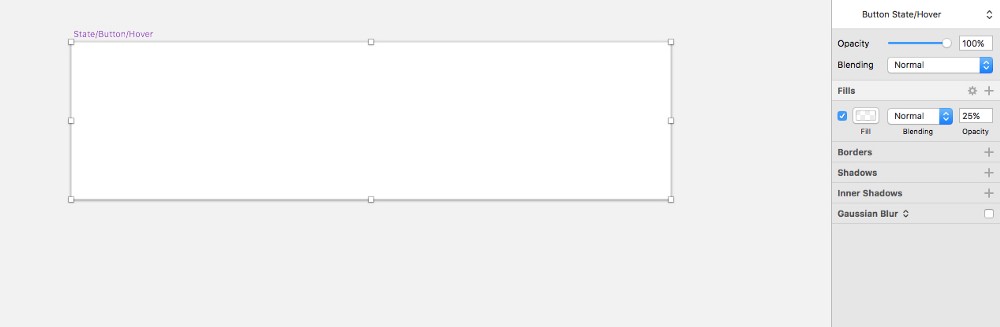 State/Button/Hover
Button State/Hover
Opacity
100%
Blending
Normal
Fills
Normal
25%
Fill
Blending
Opacity
Borders
Shadows
Inner Shadows
Gaussian Blur